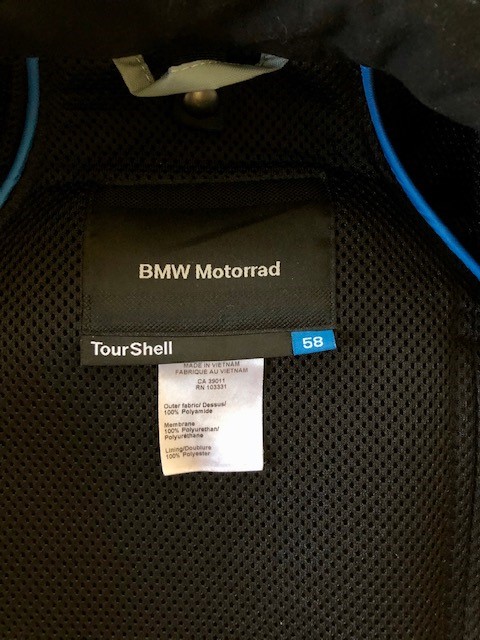 BMW Motorrad
TourShell 58
MADE IN VIETNAM
FABRIQUE AU VIETNAM
CA 39011
RN 103331
Outer fabric/ Dessus/
100% Polyamide
Membrane
100% Polyurethan/
Polyuréthane
Lining/Doublure
100% Polyester